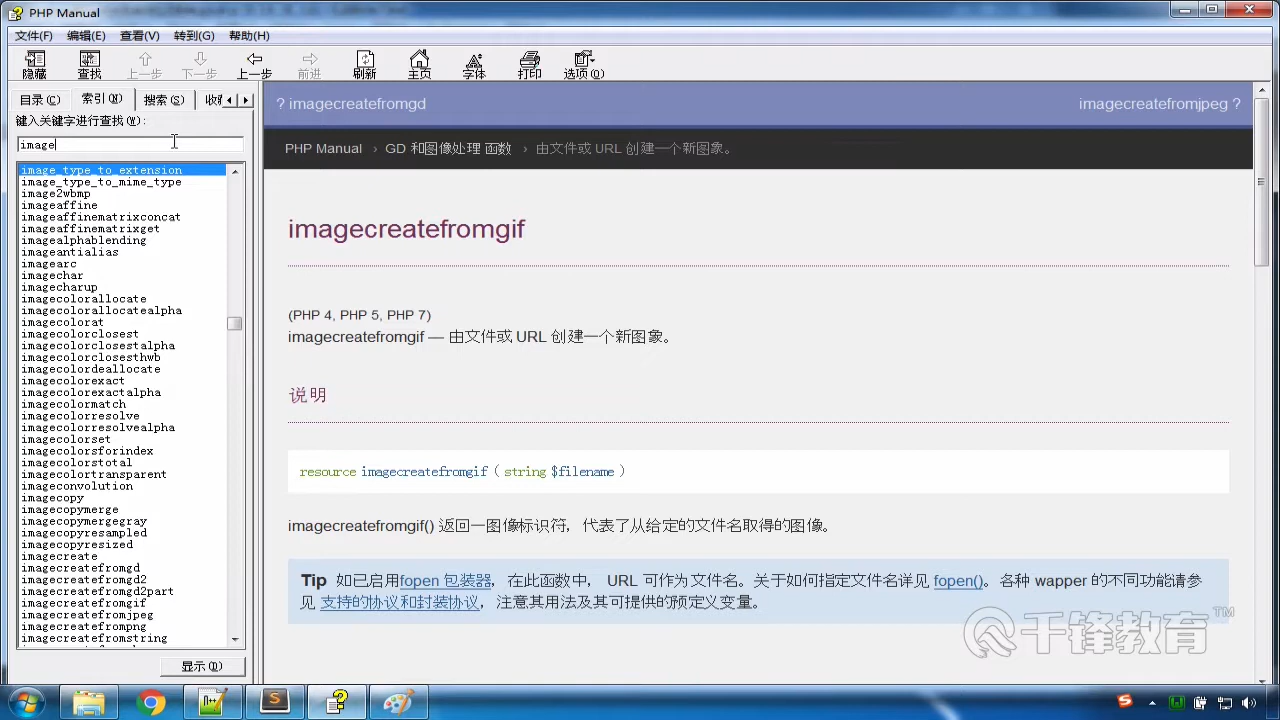 PHP Manual
文件(F) 编辑(E) 查看(V) 转到(G) 帮助(H)
隐藏 查找 上一步 下一步 上一步 前进 刷新 主页 字体 打印 选项(O)
目录(C) 索引(N) 搜索(S)
键入关键字进行查找(W):
image
image_type_to_extension
image_type_to_mime_type
image2wbmp
imageaffine
imageaffinematrixconcat
imageaffinematrixget
imagealphablending
imageantialias
imagearc
imagechar
imagecharup
imagecolorallocate
imagecolorallocatealpha
imagecolorat
imagecolorclosest
imagecolorclosestalpha
imagecolorclosesthwb
imagecolordeallocate
imagecolorexact
imagecolorexactalpha
imagecolormatch
imagecolorresolve
imagecolorresolvealpha
imagecolorset
imagecolorsforindex
imagecolorstotal
imagecolortransparent
imageconvolution
imagecopy
imagecopymerge
imagecopymergegray
imagecopyresampled
imagecopyresized
imagecreate
imagecreatefromgd
imagecreatefromgd2
imagecreatefromgd2part
imagecreatefromgif
imagecreatefromjpeg
imagecreatefrompng
imagecreatefromstring
显示(D)
? imagecreatefromgd imagecreatefromjpeg ?
PHP Manual › GD 和图像处理 函数 › 由文件或 URL 创建一个新图象。
imagecreatefromgif
(PHP 4, PHP 5, PHP 7)
imagecreatefromgif — 由文件或 URL 创建一个新图象。
说明
resource imagecreatefromgif ( string $filename )
imagecreatefromgif() 返回一图像标识符，代表了从给定的文件名取得的图像。
Tip 如已启用fopen 包装器，在此函数中， URL 可作为文件名。关于如何指定文件名详见 fopen()。各种 wapper 的不同功能请参
见 支持的协议和封装协议，注意其用法及其可提供的预定义变量。
千锋教育™